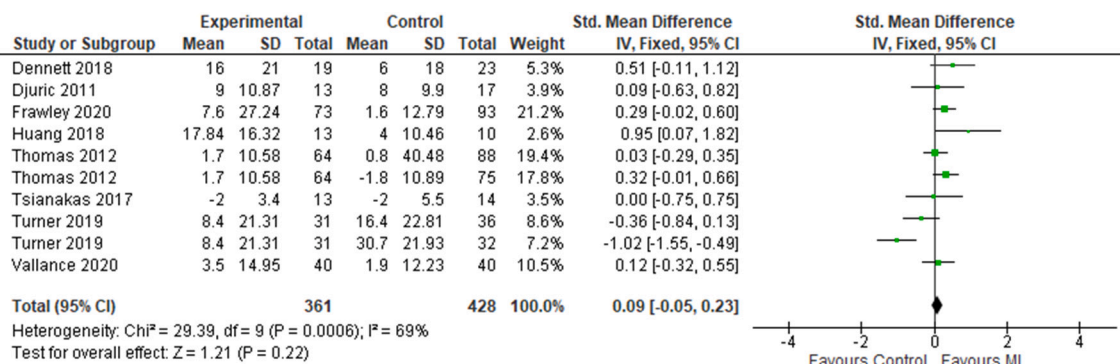 Experimental Control Std. Mean Difference Std. Mean Difference
Study or Subgroup Mean SD Total Mean SD Total Weight IV, Fixed, 95% CI IV, Fixed, 95% CI
Dennett 2018 16 21 19 6 18 23 5.3% 0.51 [-0.11, 1.12]
Djuric 2011 9 10.87 13 8 9.9 17 3.9% 0.09 [-0.63, 0.82]
Frawley 2020 7.6 27.24 73 1.6 12.79 93 21.2% 0.29 [-0.02, 0.60]
Huang 2018 17.84 16.32 13 4 10.46 10 2.6% 0.95 [0.07, 1.82]
Thomas 2012 1.7 10.58 64 0.8 40.48 88 19.4% 0.03 [-0.29, 0.35]
Thomas 2012 1.7 10.58 64 -1.8 10.89 75 17.8% 0.32 [-0.01, 0.66]
Tsianakas 2017 -2 3.4 13 -2 5.5 14 3.5% 0.00 [-0.75, 0.75]
Turner 2019 8.4 21.31 31 16.4 22.81 36 8.6% -0.36 [-0.84, 0.13]
Turner 2019 8.4 21.31 31 30.7 21.93 32 7.2% -1.02 [-1.55, -0.49]
Vallance 2020 3.5 14.95 40 1.9 12.23 40 10.5% 0.12 [-0.32, 0.55]
Total (95% CI) 361 428 100.0% 0.09 [-0.05, 0.23]
Heterogeneity: Chi² = 29.39, df = 9 (P = 0.0006); I² = 69%
Test for overall effect: Z = 1.21 (P = 0.22)
-4 -2 0 2 4
Favours Control Favours MI